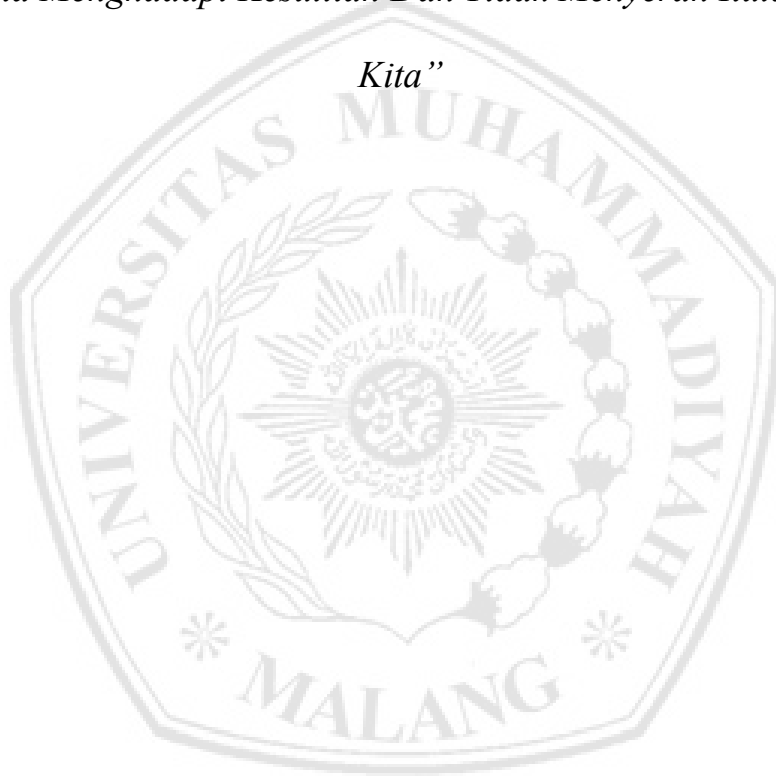 Menghadapi Kesulitan Dan Tidak Menyerah
Kita”
UNIVERSITAS MUHAMMADIYAH
MALANG